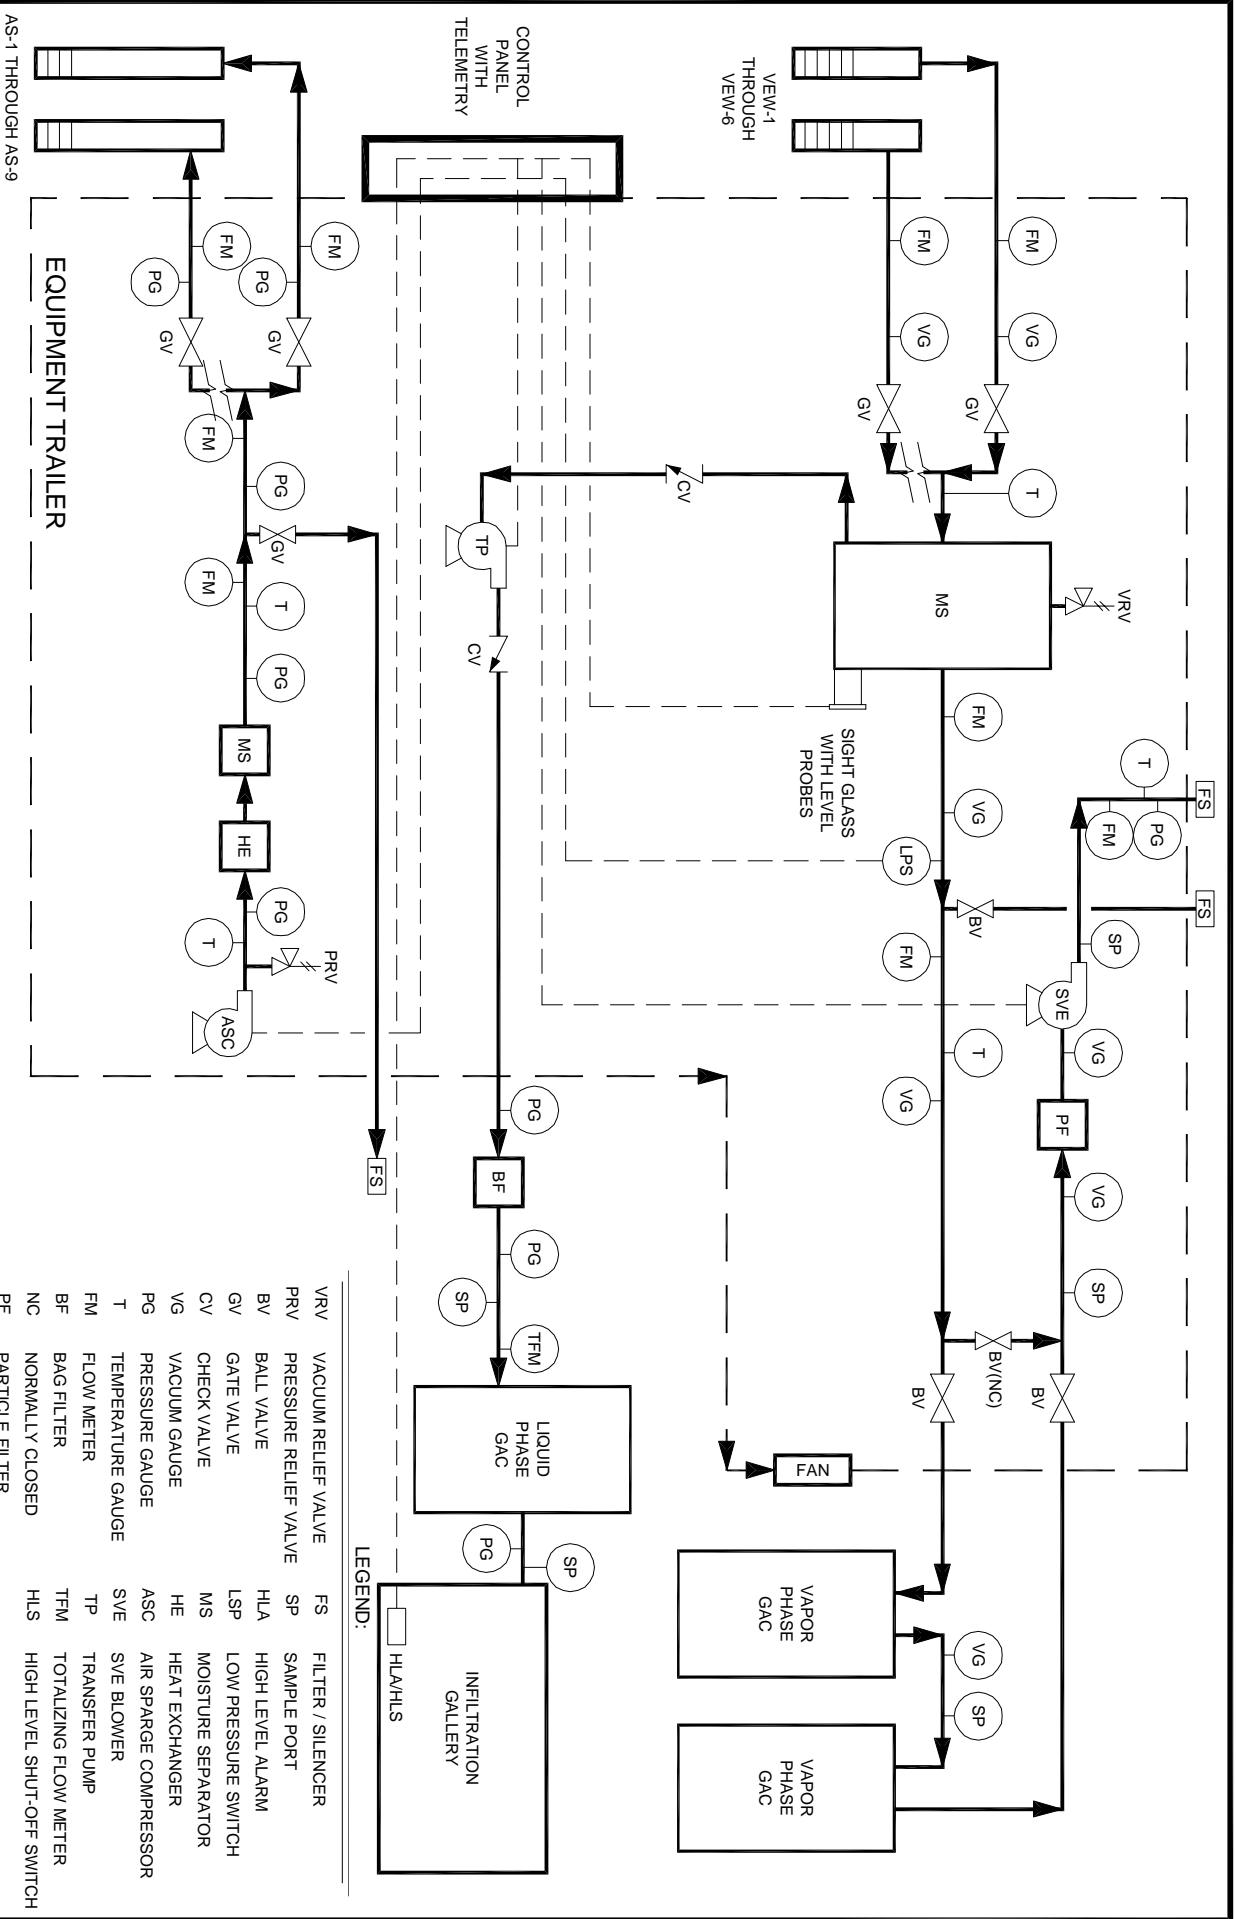 VEW-1
THROUGH
VEW-6
FM
VG
GV
FM
VG
GV
T
MS
VRV
SIGHT GLASS
WITH LEVEL
PROBES
FM
VG
LPS
BV
FS
FS
T
PG
FM
SP
SVE
VG
PF
VG
SP
FM
T
VG
BV(NC)
BV
BV
FAN
VAPOR
PHASE
GAC
VG
SP
VAPOR
PHASE
GAC
CONTROL
PANEL
WITH
TELEMETRY
CV
TP
CV
PG
BF
PG
SP
TFM
LIQUID
PHASE
GAC
PG
SP
INFILTRATION
GALLERY
HLA/HLS
AS-1 THROUGH AS-9
FM
PG
GV
FM
PG
GV
FM
PG
GV
FM
T
PG
MS
HE
PG
T
PRV
ASC
FS
EQUIPMENT TRAILER
LEGEND:
VRV VACUUM RELIEF VALVE FS FILTER / SILENCER
PRV PRESSURE RELIEF VALVE SP SAMPLE PORT
BV BALL VALVE HLA HIGH LEVEL ALARM
GV GATE VALVE LSP LOW PRESSURE SWITCH
CV CHECK VALVE MS MOISTURE SEPARATOR
VG VACUUM GAUGE HE HEAT EXCHANGER
PG PRESSURE GAUGE ASC AIR SPARGE COMPRESSOR
T TEMPERATURE GAUGE SVE SVE BLOWER
FM FLOW METER TP TRANSFER PUMP
BF BAG FILTER TFM TOTALIZING FLOW METER
NC NORMALLY CLOSED HLS HIGH LEVEL SHUT-OFF SWITCH
PF PARTICLE FILTER